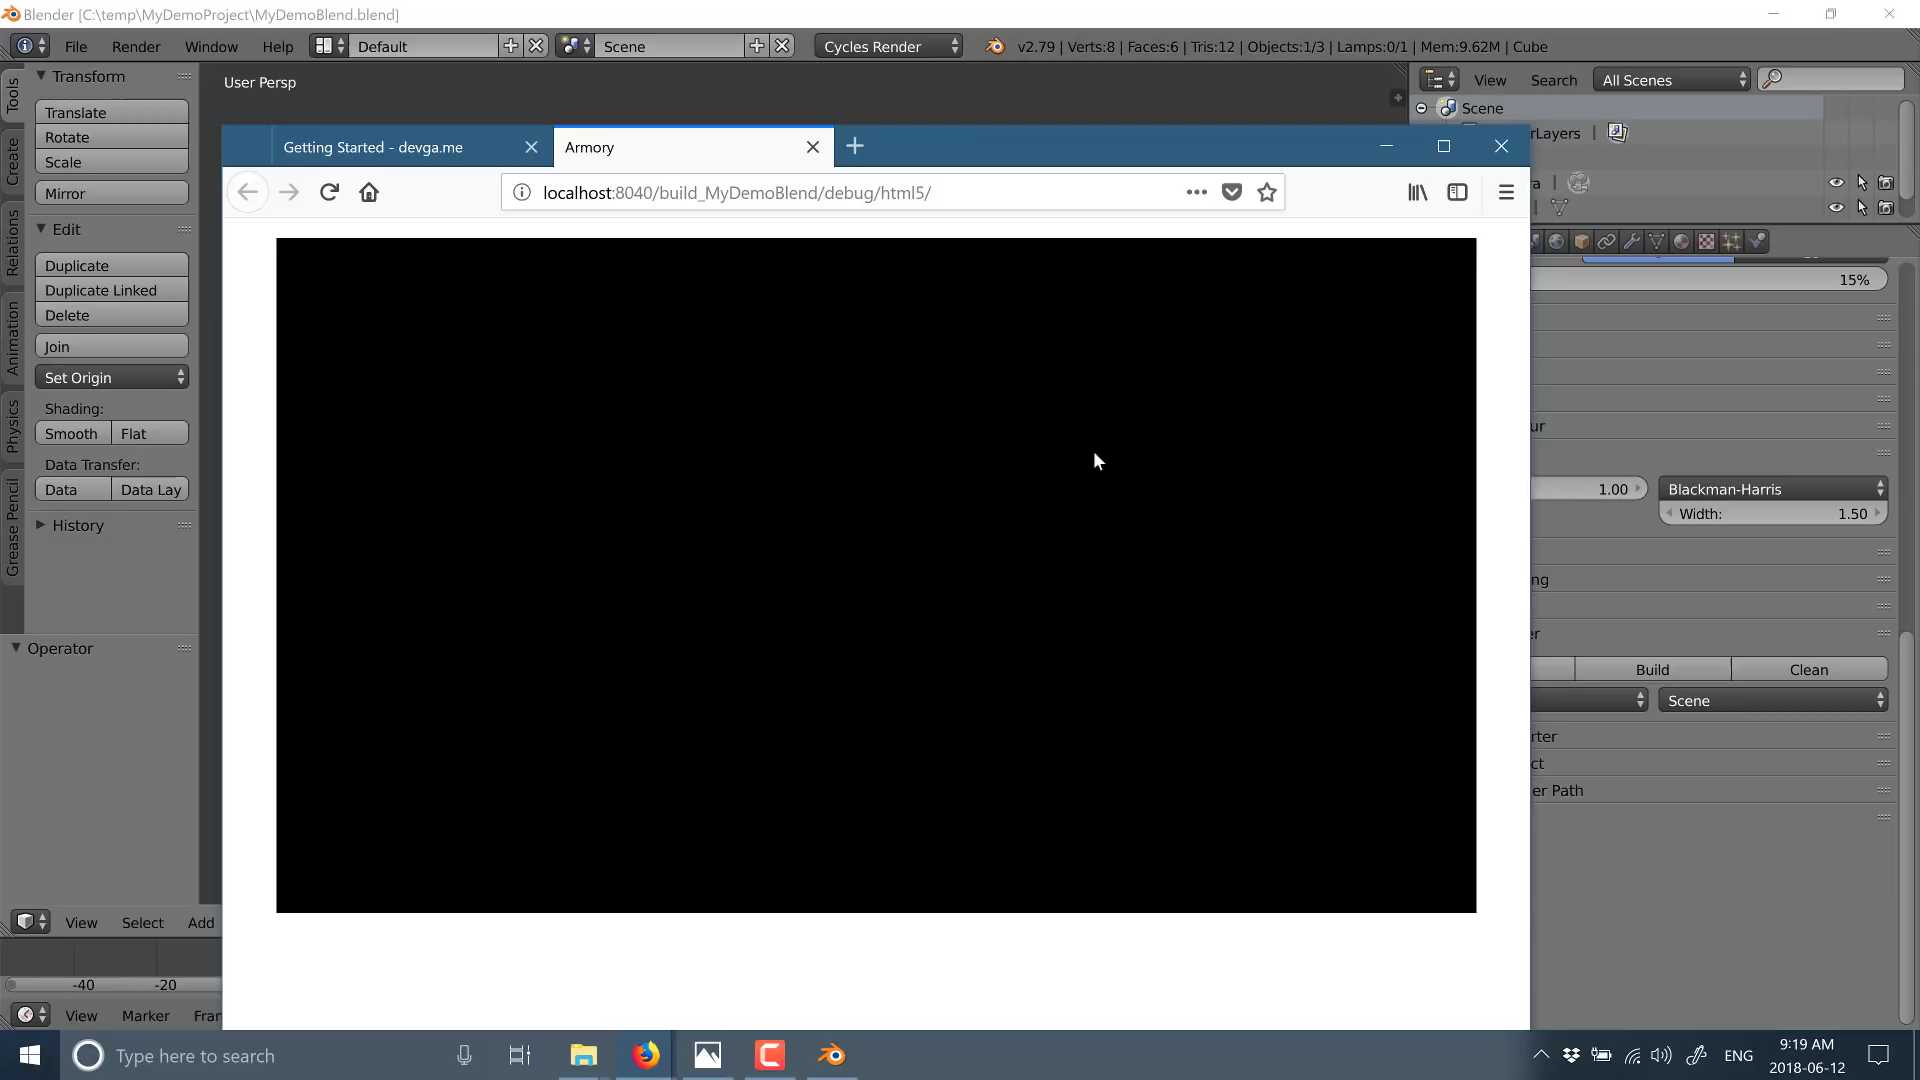 Blender [C:\temp\MyDemoProject\MyDemoBlend.blend]
File Render Window Help Default Scene Cycles Render v2.79 | Verts:8 | Faces:6 | Tris:12 | Objects:1/3 | Lamps:0/1 | Mem:9.62M | Cube
Tools
Create
Relations
Animation
Physics
Grease Pencil
Transform
Translate
Rotate
Scale
Mirror
Edit
Duplicate
Duplicate Linked
Delete
Join
Set Origin
Shading:
Smooth Flat
Data Transfer:
Data Data Lay
History
Operator
User Persp
View Search All Scenes
Scene
rLayers |
a |
|
Getting Started - devga.me Armory
localhost:8040/build_MyDemoBlend/debug/html5/
15%
ur
1.00 Blackman-Harris
Width: 1.50
ng
er
Build Clean
Scene
rter
ct
er Path
View Select Add
-40 -20
View Marker Frar
Type here to search
ENG
9:19 AM
2018-06-12